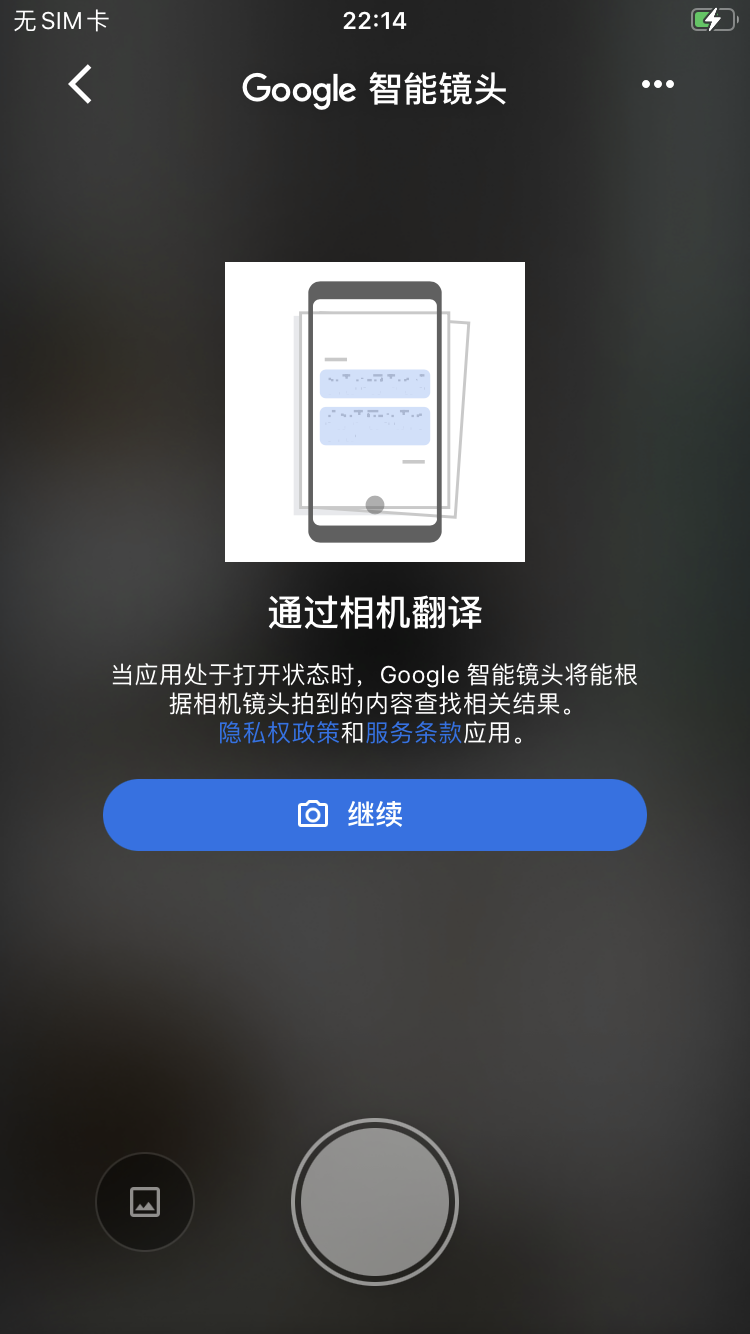 无SIM卡
22:14
Google 智能镜头
通过相机翻译
当应用处于打开状态时，Google 智能镜头将能根
据相机镜头拍到的内容查找相关结果。
隐私权政策和服务条款应用。
继续